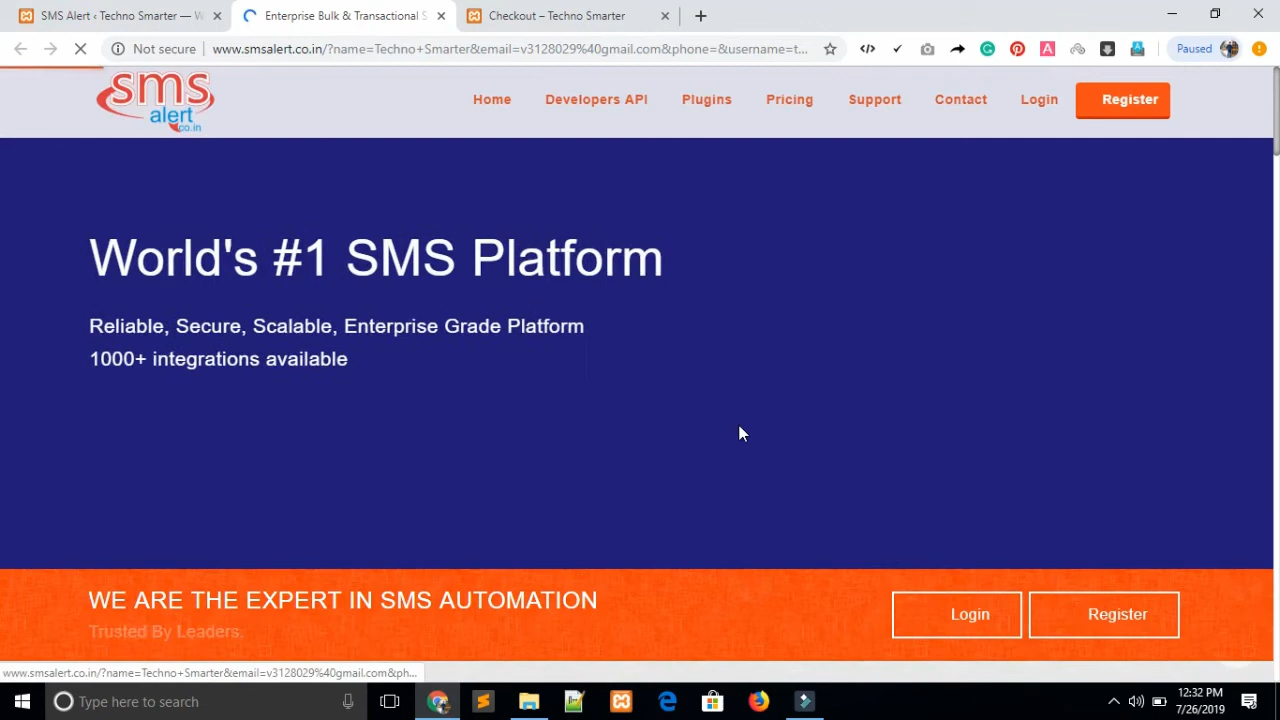 SMS Alert ‹ Techno Smarter — W
Enterprise Bulk & Transactional S
Checkout – Techno Smarter
Not secure
www.smsalert.co.in/?name=Techno+Smarter&email=v3128029%40gmail.com&phone=&username=t...
Paused
sms
alert
co.in
Home
Developers API
Plugins
Pricing
Support
Contact
Login
Register
World's #1 SMS Platform
Reliable, Secure, Scalable, Enterprise Grade Platform
1000+ integrations available
WE ARE THE EXPERT IN SMS AUTOMATION
Trusted By Leaders.
Login
Register
www.smsalert.co.in/?name=Techno+Smarter&email=v3128029%40gmail.com&ph...
Type here to search
12:32 PM
7/26/2019